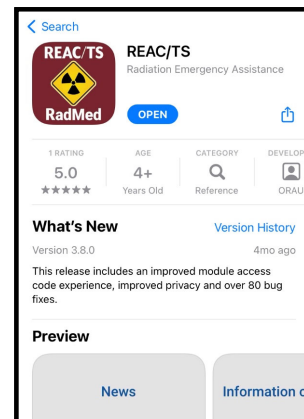 Search
REAC/TS
RadMed
REAC/TS
Radiation Emergency Assistance
OPEN
1 RATING
AGE
CATEGORY
DEVELOP
5.0
4+
Years Old
Reference
ORAU
What's New
Version History
Version 3.8.0
4mo ago
This release includes an improved module access
code experience, improved privacy and over 80 bug
fixes.
Preview
News
Information o